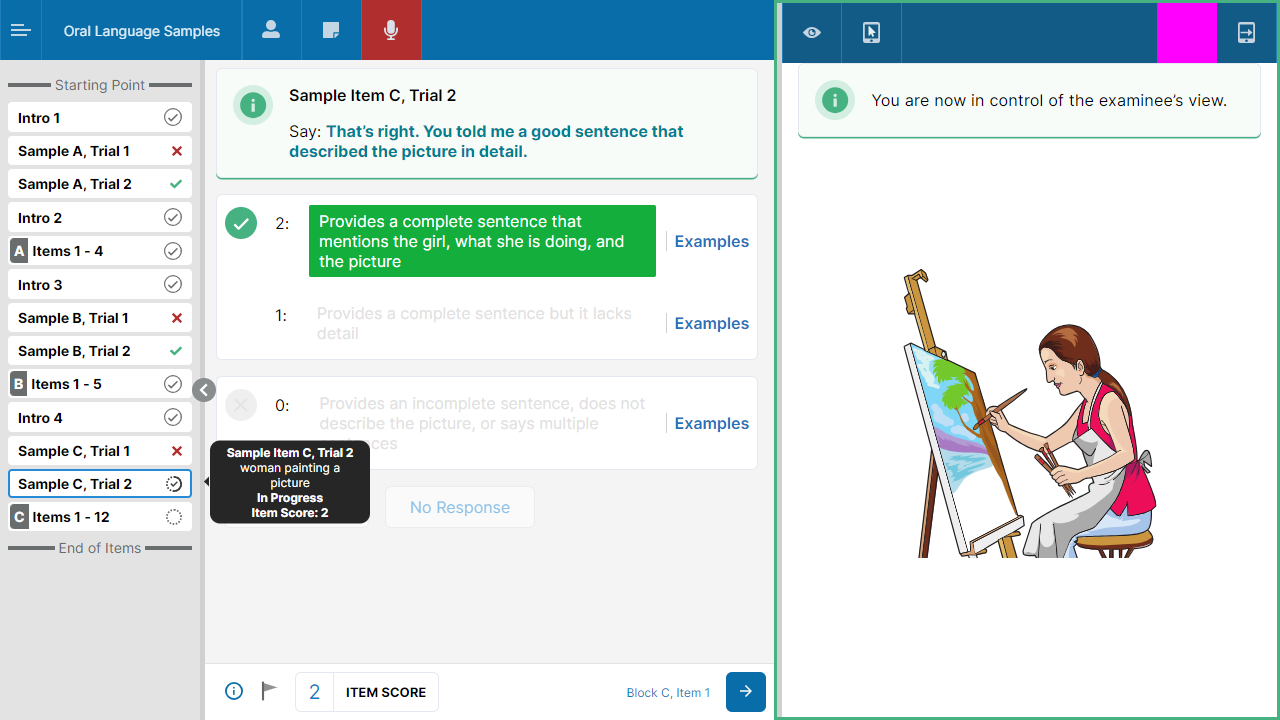 Oral Language Samples
Starting Point
Intro 1
Sample A, Trial 1
Sample A, Trial 2
Intro 2
A Items 1 - 4
Intro 3
Sample B, Trial 1
Sample B, Trial 2
B Items 1 - 5
Intro 4
Sample C, Trial 1
Sample C, Trial 2
C Items 1 - 12
End of Items
Sample Item C, Trial 2
Say: That's right. You told me a good sentence that
described the picture in detail.
2: Provides a complete sentence that
mentions the girl, what she is doing, and
the picture
Examples
1: Provides a complete sentence but it lacks
detail
Examples
0: Provides an incomplete sentence, does not
describe the picture, or says multiple
Examples
Sample Item C, Trial 2
woman painting a
picture
In Progress
Item Score: 2
No Response
2 ITEM SCORE
Block C, Item 1
You are now in control of the examinee's view.